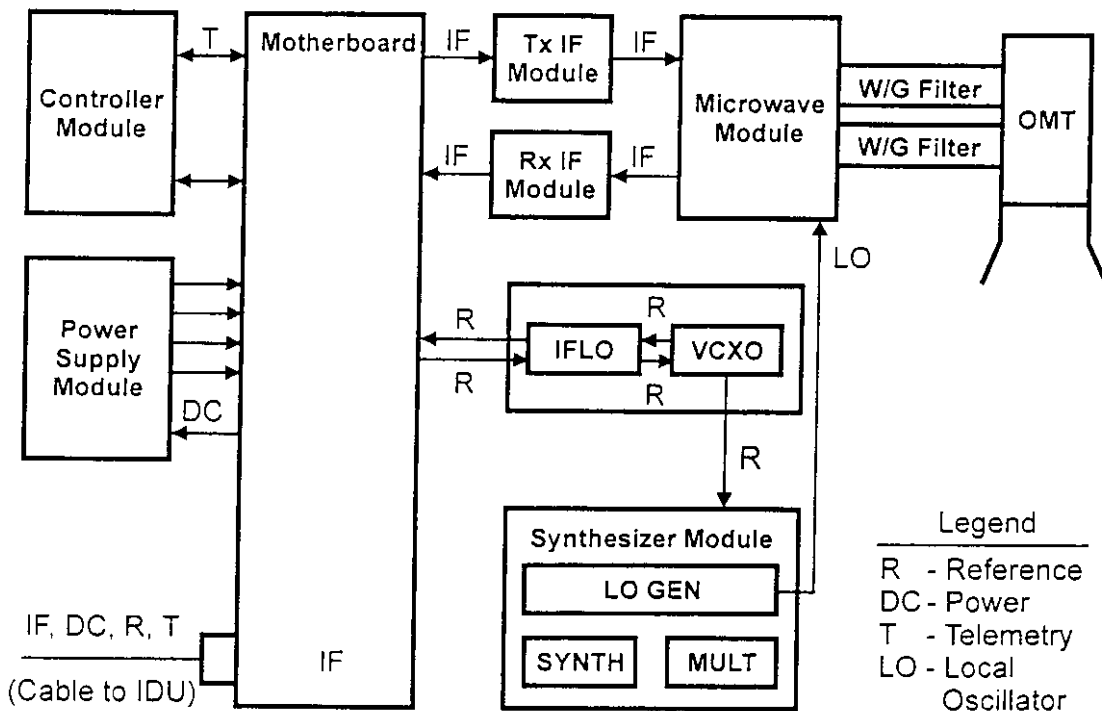 T
Controller
Module
Motherboard
IF
Tx IF
Module
IF
IF
Rx IF
Module
IF
Microwave
Module
W/G Filter
W/G Filter
OMT
LO
Power
Supply
Module
DC
R
R
IFLO
R
R
VCXO
R
Synthesizer Module
LO GEN
SYNTH
MULT
IF, DC, R, T
(Cable to IDU)
IF
Legend
R - Reference
DC - Power
T - Telemetry
LO - Local
Oscillator